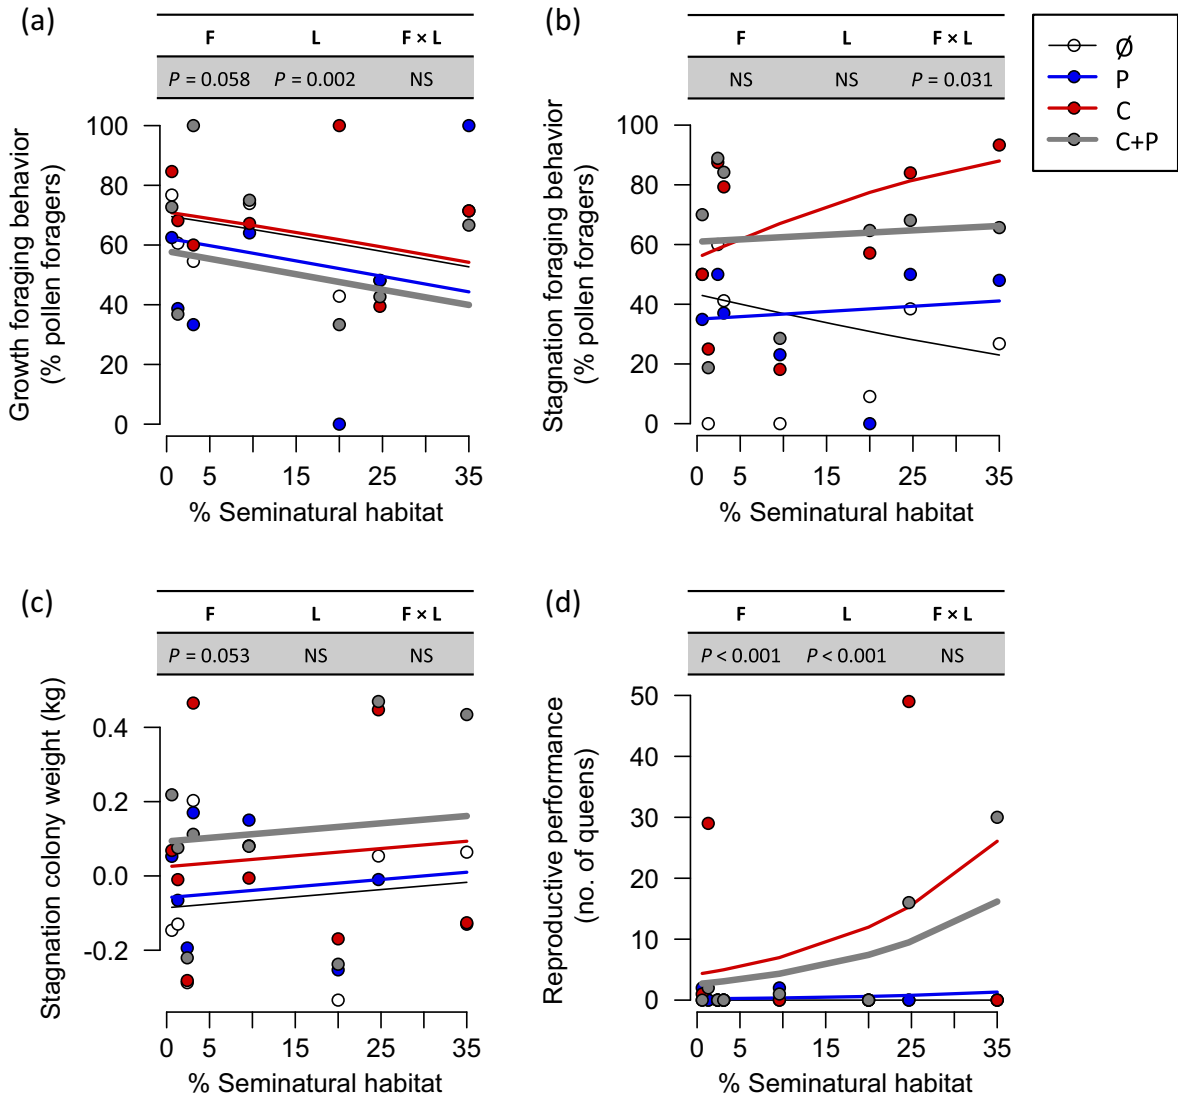 (a)
F L F × L
P = 0.058 P = 0.002 NS
Growth foraging behavior
(% pollen foragers)
100
80
60
40
20
0
0 5 15 25 35
% Seminatural habitat
(b)
F L F × L
NS NS P = 0.031
Stagnation foraging behavior
(% pollen foragers)
100
80
60
40
20
0
0 5 15 25 35
% Seminatural habitat
Ø
P
C
C+P
(c)
F L F × L
P = 0.053 NS NS
Stagnation colony weight (kg)
0.4
0.2
0.0
-0.2
0 5 15 25 35
% Seminatural habitat
(d)
F L F × L
P < 0.001 P < 0.001 NS
Reproductive performance
(no. of queens)
50
40
30
20
10
0
0 5 15 25 35
% Seminatural habitat